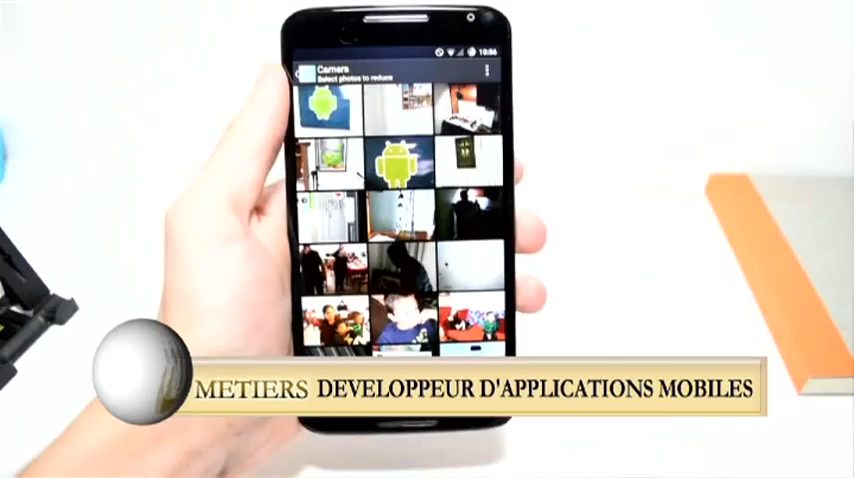 10:56
Camera
Select photos to reduce
METIERS DEVELOPPEUR D'APPLICATIONS MOBILES